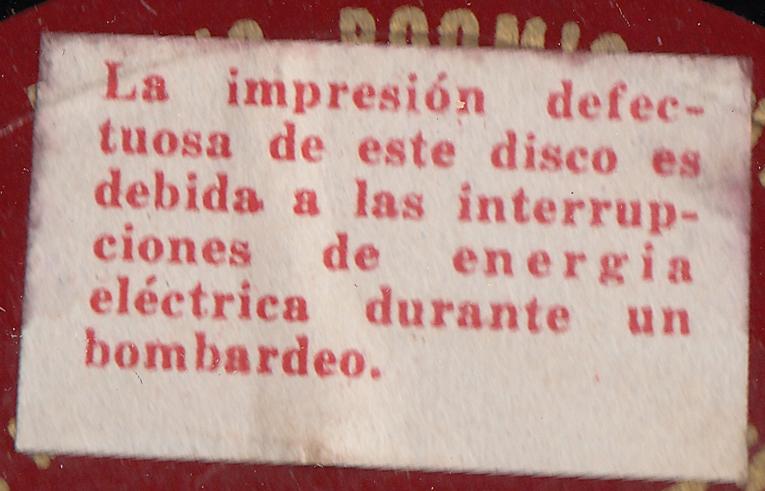 La impresión defec-
tuosa de este disco es
debida a las interrup-
ciones de energía
eléctrica durante un
bombardeo.